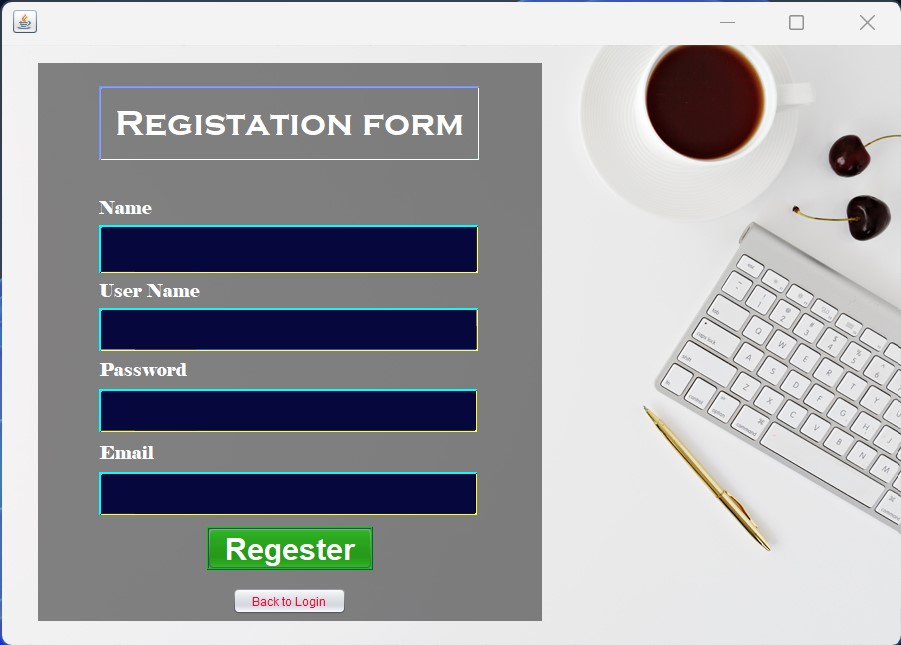 Registation form
Name
User Name
Password
Email
Regester
Back to Login